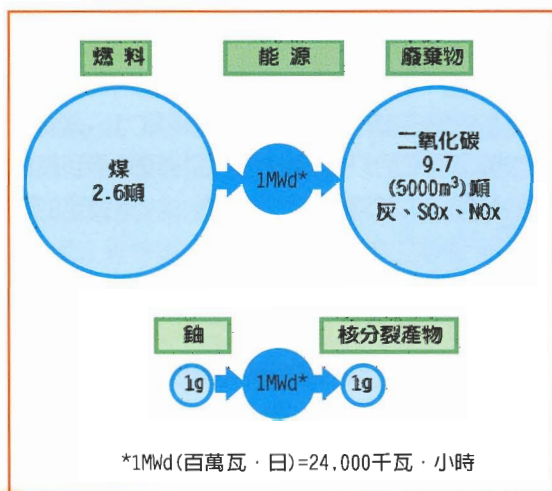 燃料 能源 廢棄物
煤
2.6順
1MWd*
二氧化碳
9.7
(5000m³)順
灰、SOx、NOx
鈾 核分裂產物
1g 1MWd* 1g
*1MWd(百萬瓦．日)=24,000千瓦．小時